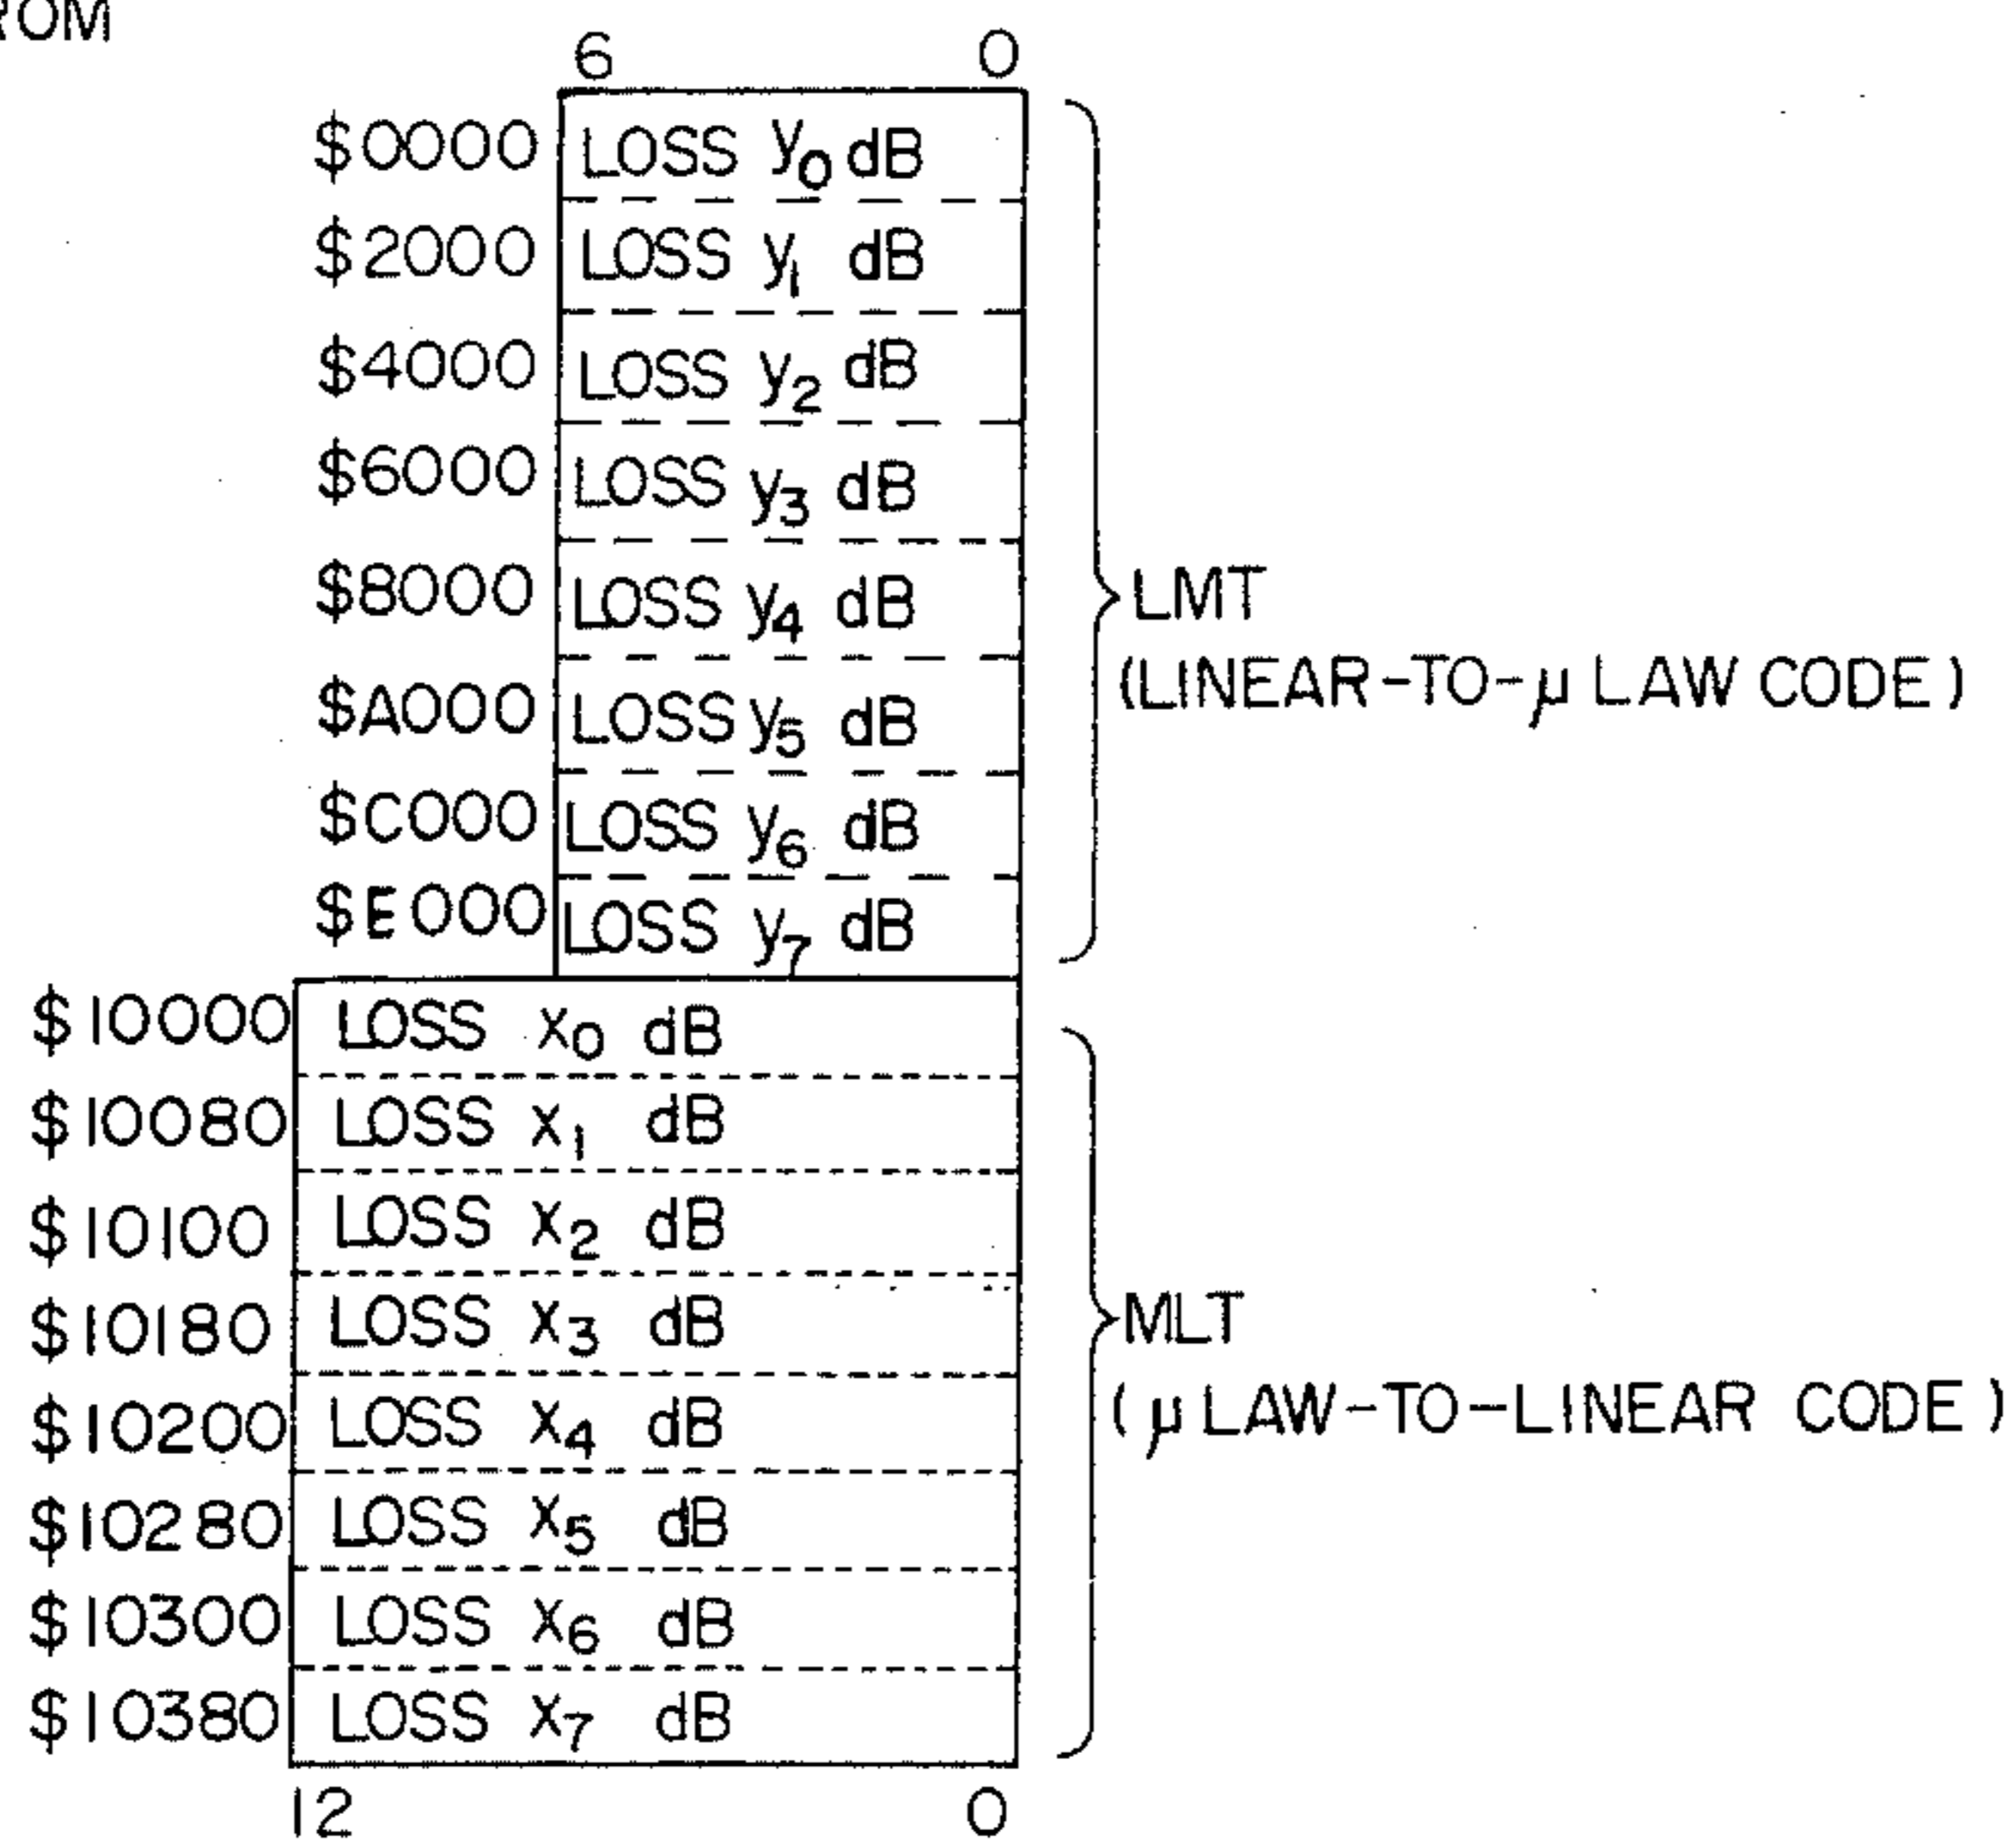 6 0
$0000 LOSS y0 dB
$2000 LOSS y1 dB
$4000 LOSS y2 dB
$6000 LOSS y3 dB
$8000 LOSS y4 dB
LMT
(LINEAR-TO-μ LAW CODE)
$A000 LOSS y5 dB
$C000 LOSS y6 dB
$E000 LOSS y7 dB
$10000 LOSS x0 dB
$10080 LOSS x1 dB
$10100 LOSS x2 dB
$10180 LOSS x3 dB
MLT
(μ LAW-TO-LINEAR CODE)
$10200 LOSS x4 dB
$10280 LOSS x5 dB
$10300 LOSS x6 dB
$10380 LOSS x7 dB
12 0